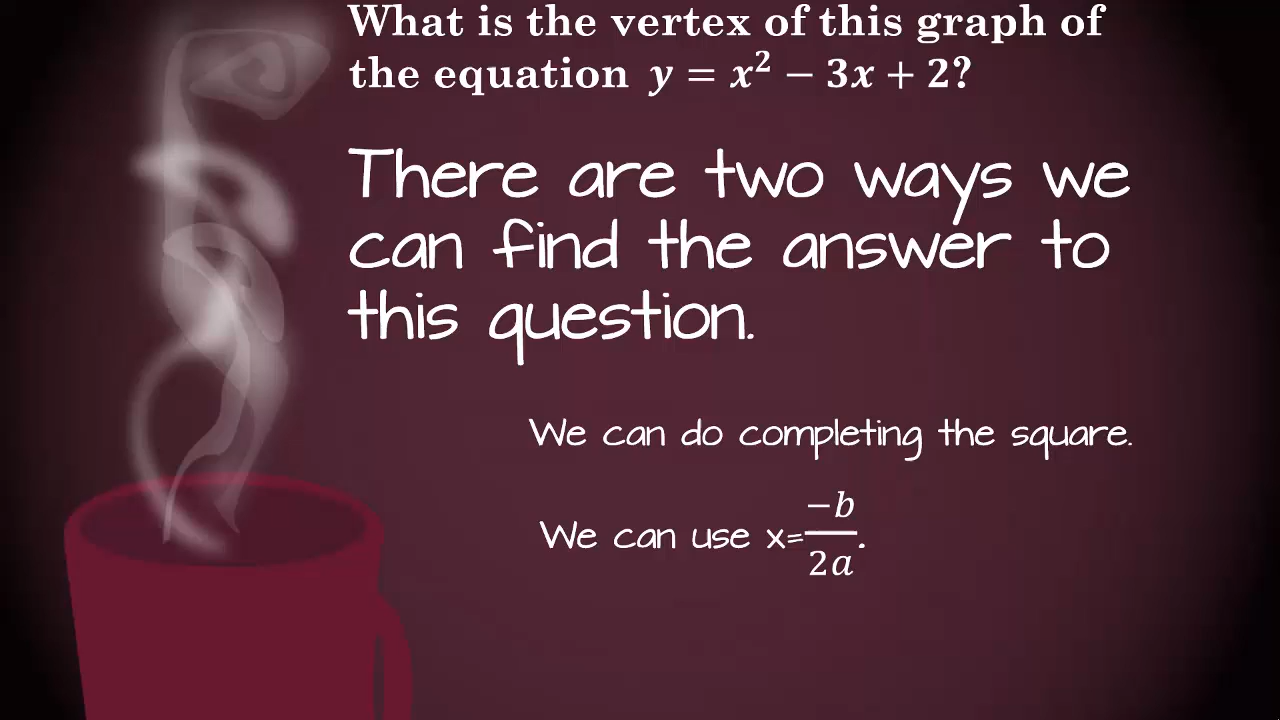 What is the vertex of this graph of
the equation y = x² − 3x + 2?
There are two ways we
can find the answer to
this question.
We can do completing the square.
We can use x=−b/2a.